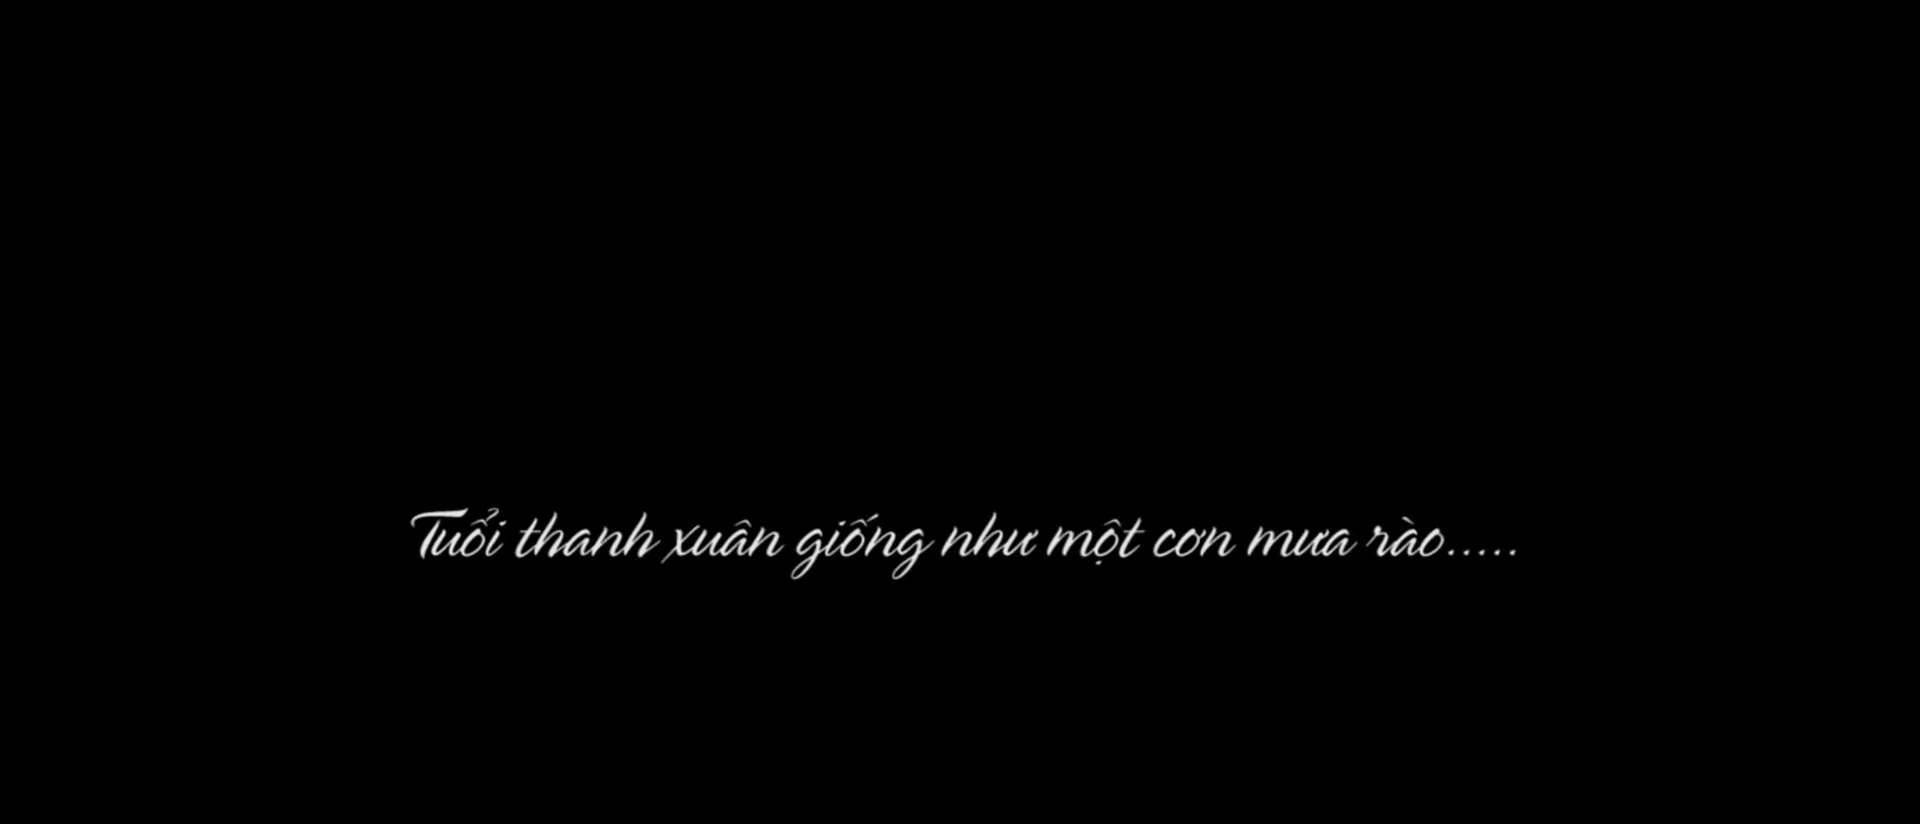 Tuổi thanh xuân giống như một cơn mưa rào.....